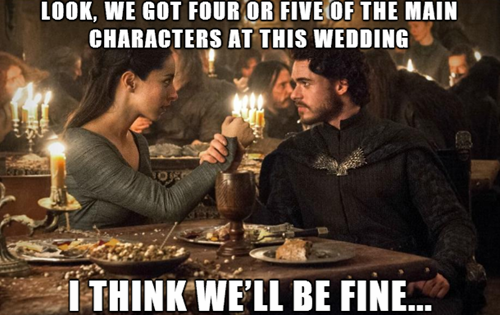 LOOK, WE GOT FOUR OR FIVE OF THE MAIN
CHARACTERS AT THIS WEDDING
I THINK WE'LL BE FINE...